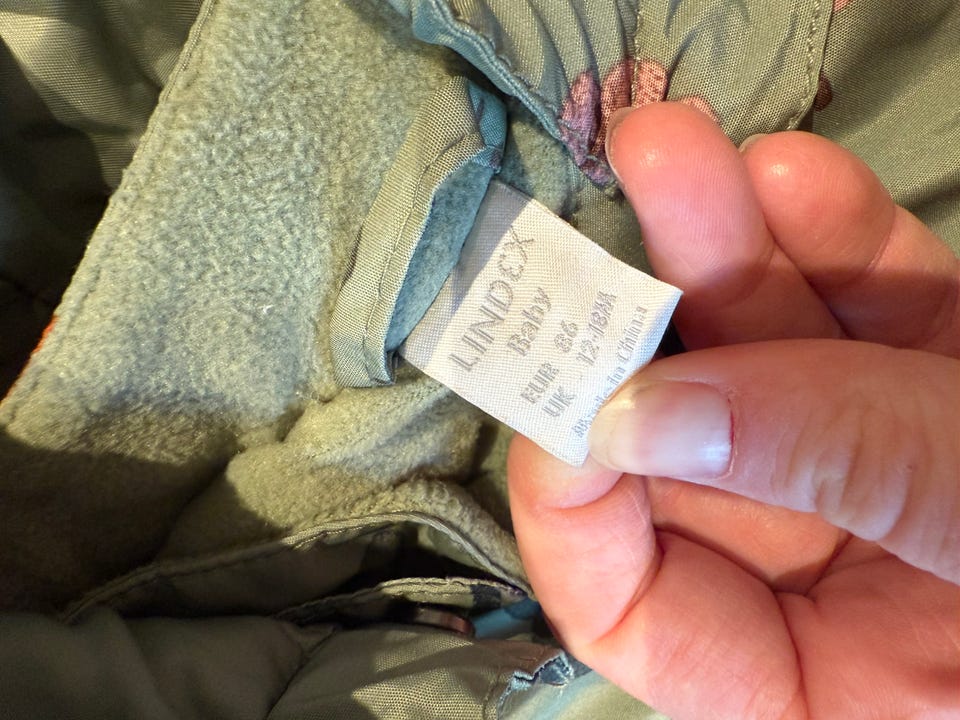 LINDEX
Baby
EUR 86
UK 12-18M
Made in China